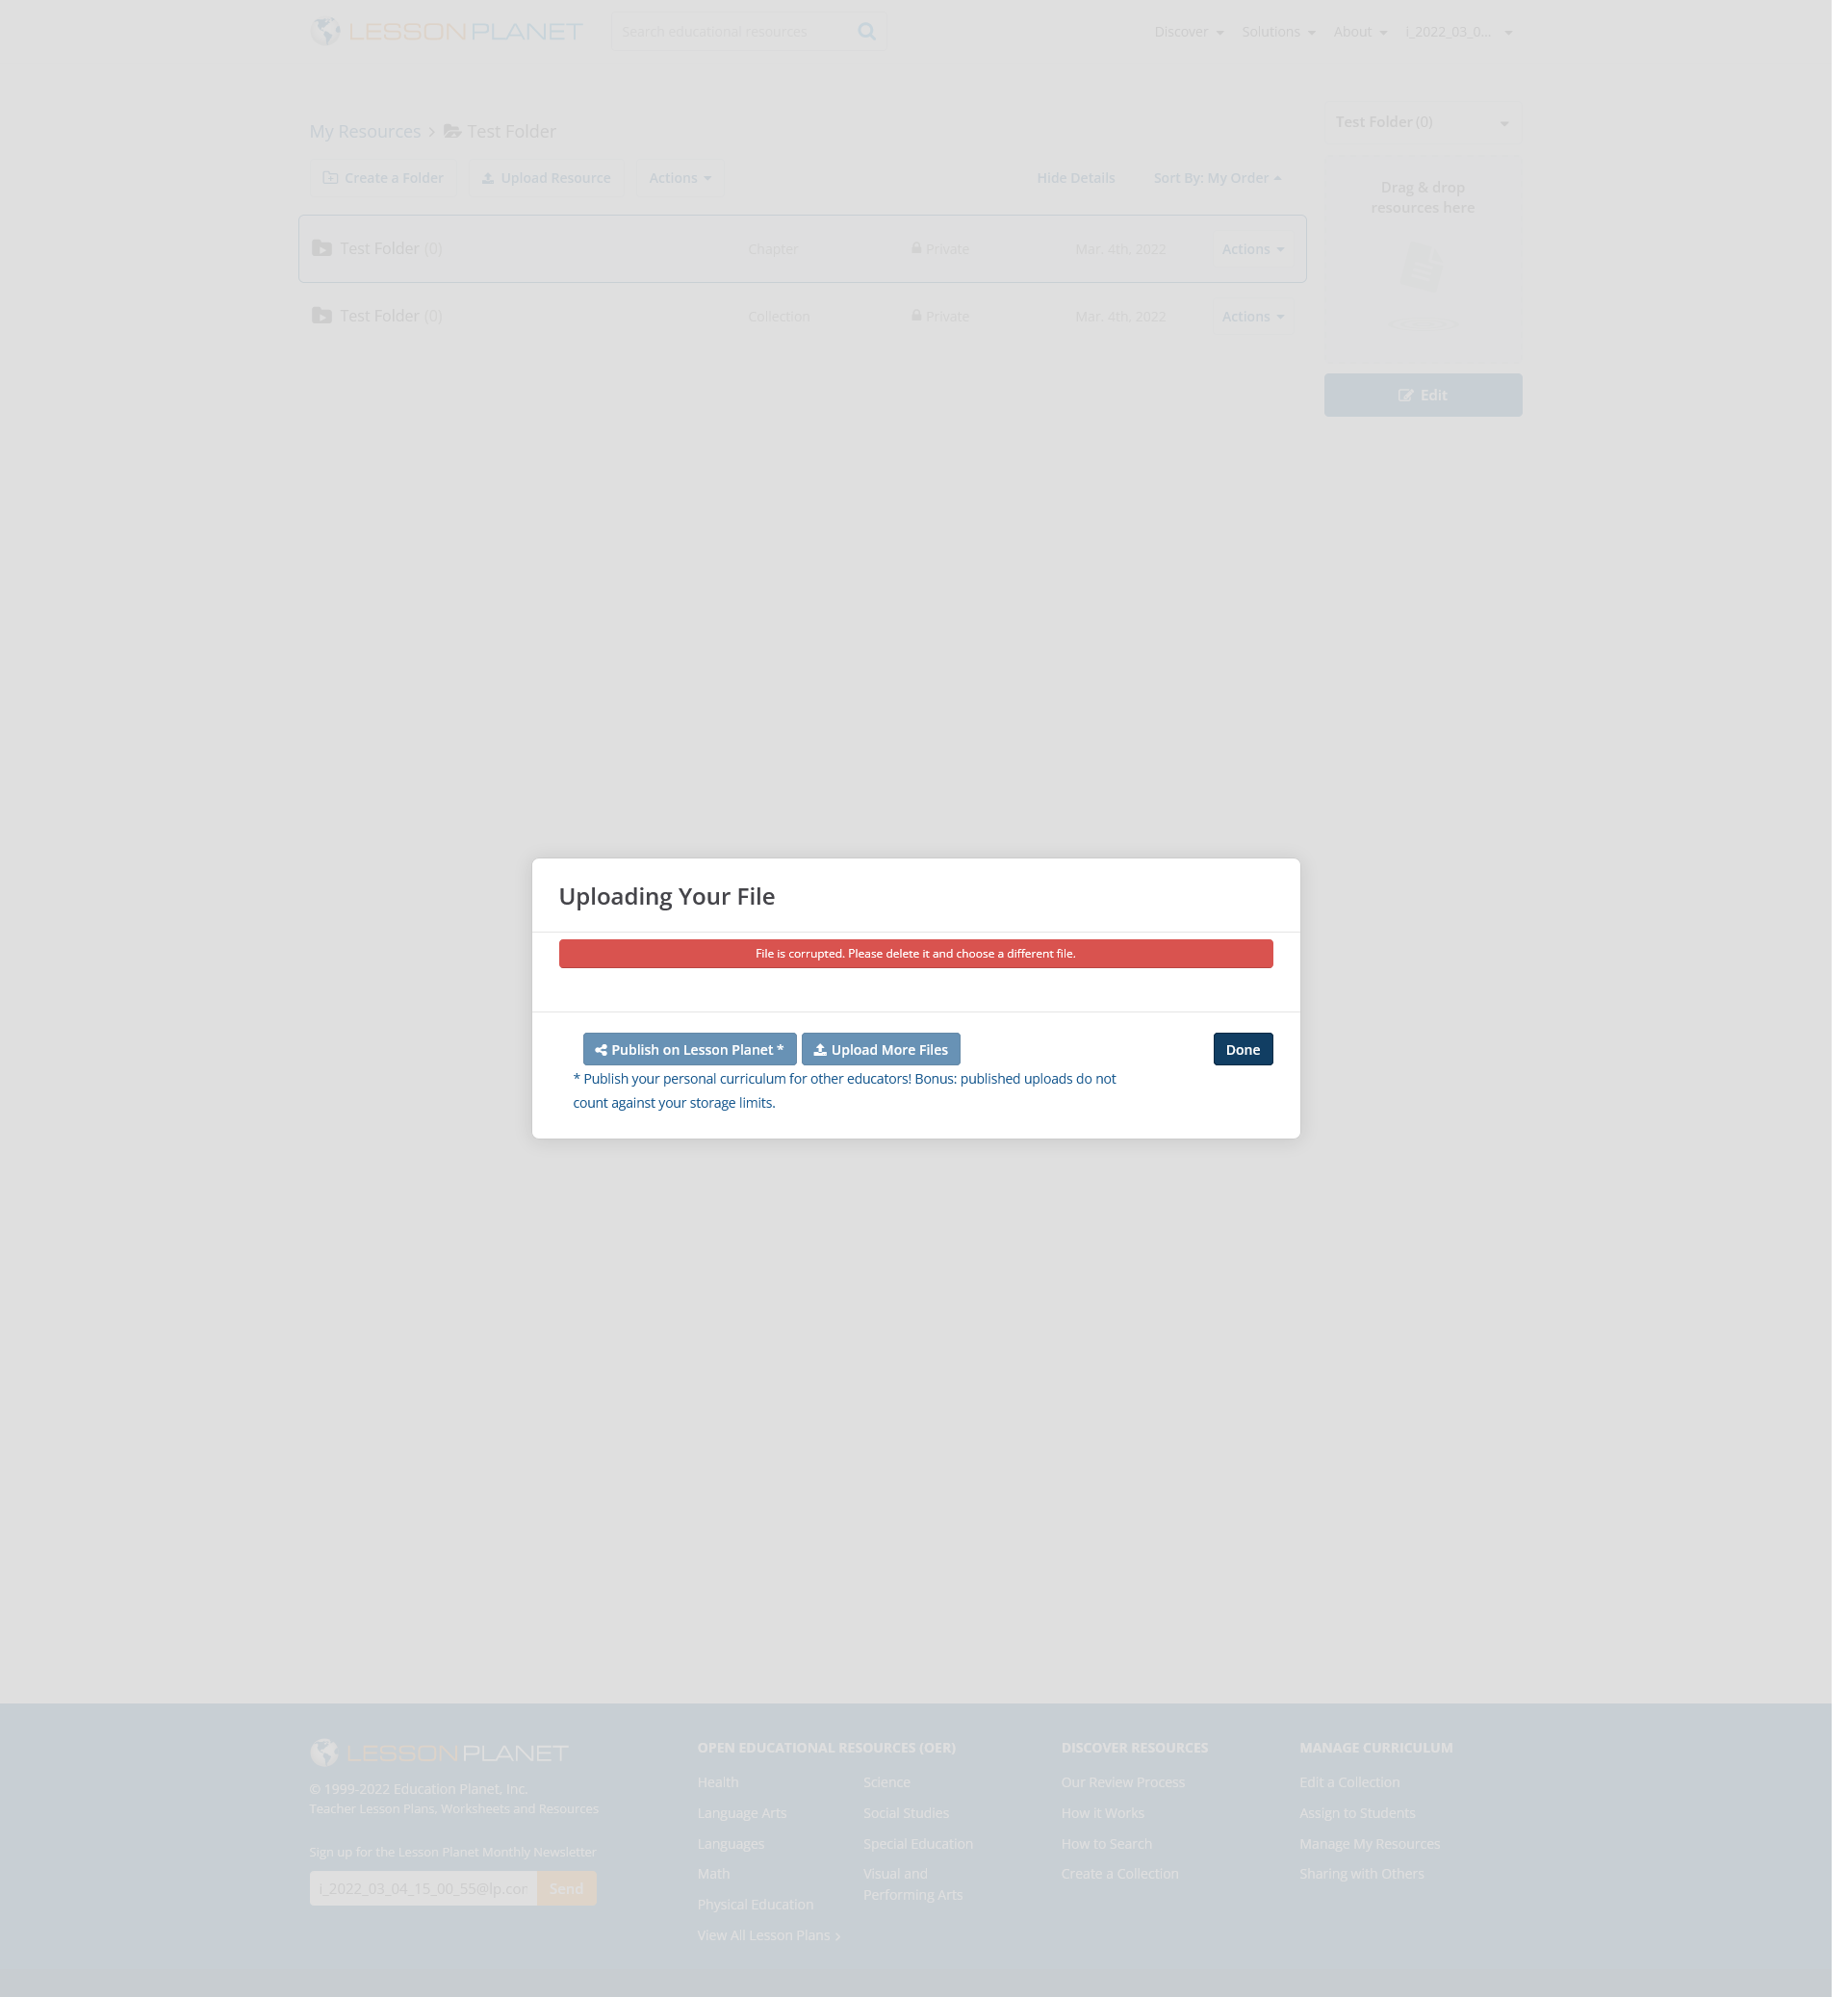 LESSON PLANET
Search educational resources
Discover
Solutions
About
i_2022_03_0...
My Resources › Test Folder
Test Folder (0)
Create a Folder
Upload Resource
Actions
Hide Details
Sort By: My Order
Drag & drop
resources here
Test Folder (0) Chapter Private Mar. 4th, 2022 Actions
Test Folder (0) Collection Private Mar. 4th, 2022 Actions
Edit
Uploading Your File
File is corrupted. Please delete it and choose a different file.
Publish on Lesson Planet *
Upload More Files
Done
* Publish your personal curriculum for other educators! Bonus: published uploads do not
count against your storage limits.
LESSON PLANET
© 1999-2022 Education Planet, Inc.
Teacher Lesson Plans, Worksheets and Resources
Sign up for the Lesson Planet Monthly Newsletter
i_2022_03_04_15_00_55@lp.cor
Send
OPEN EDUCATIONAL RESOURCES (OER)
Health
Language Arts
Languages
Math
Physical Education
View All Lesson Plans ›
Science
Social Studies
Special Education
Visual and
Performing Arts
DISCOVER RESOURCES
Our Review Process
How it Works
How to Search
Create a Collection
MANAGE CURRICULUM
Edit a Collection
Assign to Students
Manage My Resources
Sharing with Others